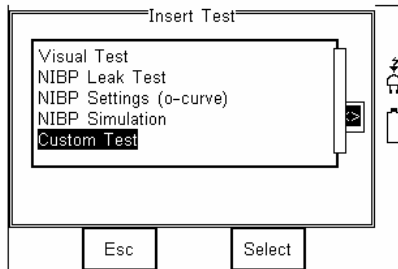 Insert Test
Visual Test
NIBP Leak Test
NIBP Settings (o-curve)
NIBP Simulation
Custom Test
Esc
Select